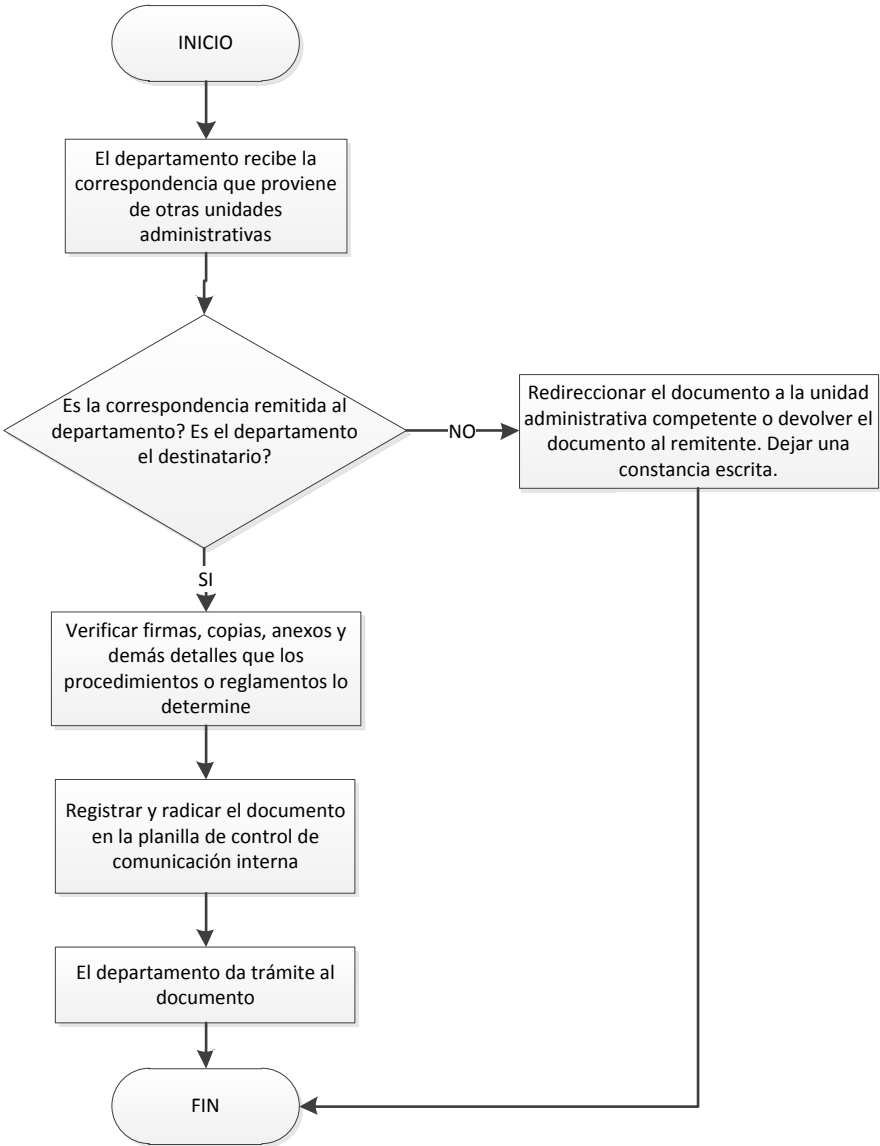 INICIO
El departamento recibe la
correspondencia que proviene
de otras unidades
administrativas
Es la correspondencia remitida al
departamento? Es el departamento
el destinatario?
NO
Redireccionar el documento a la unidad
administrativa competente o devolver el
documento al remitente. Dejar una
constancia escrita.
SI
Verificar firmas, copias, anexos y
demás detalles que los
procedimientos o reglamentos lo
determine
Registrar y radicar el documento
en la planilla de control de
comunicación interna
El departamento da trámite al
documento
FIN